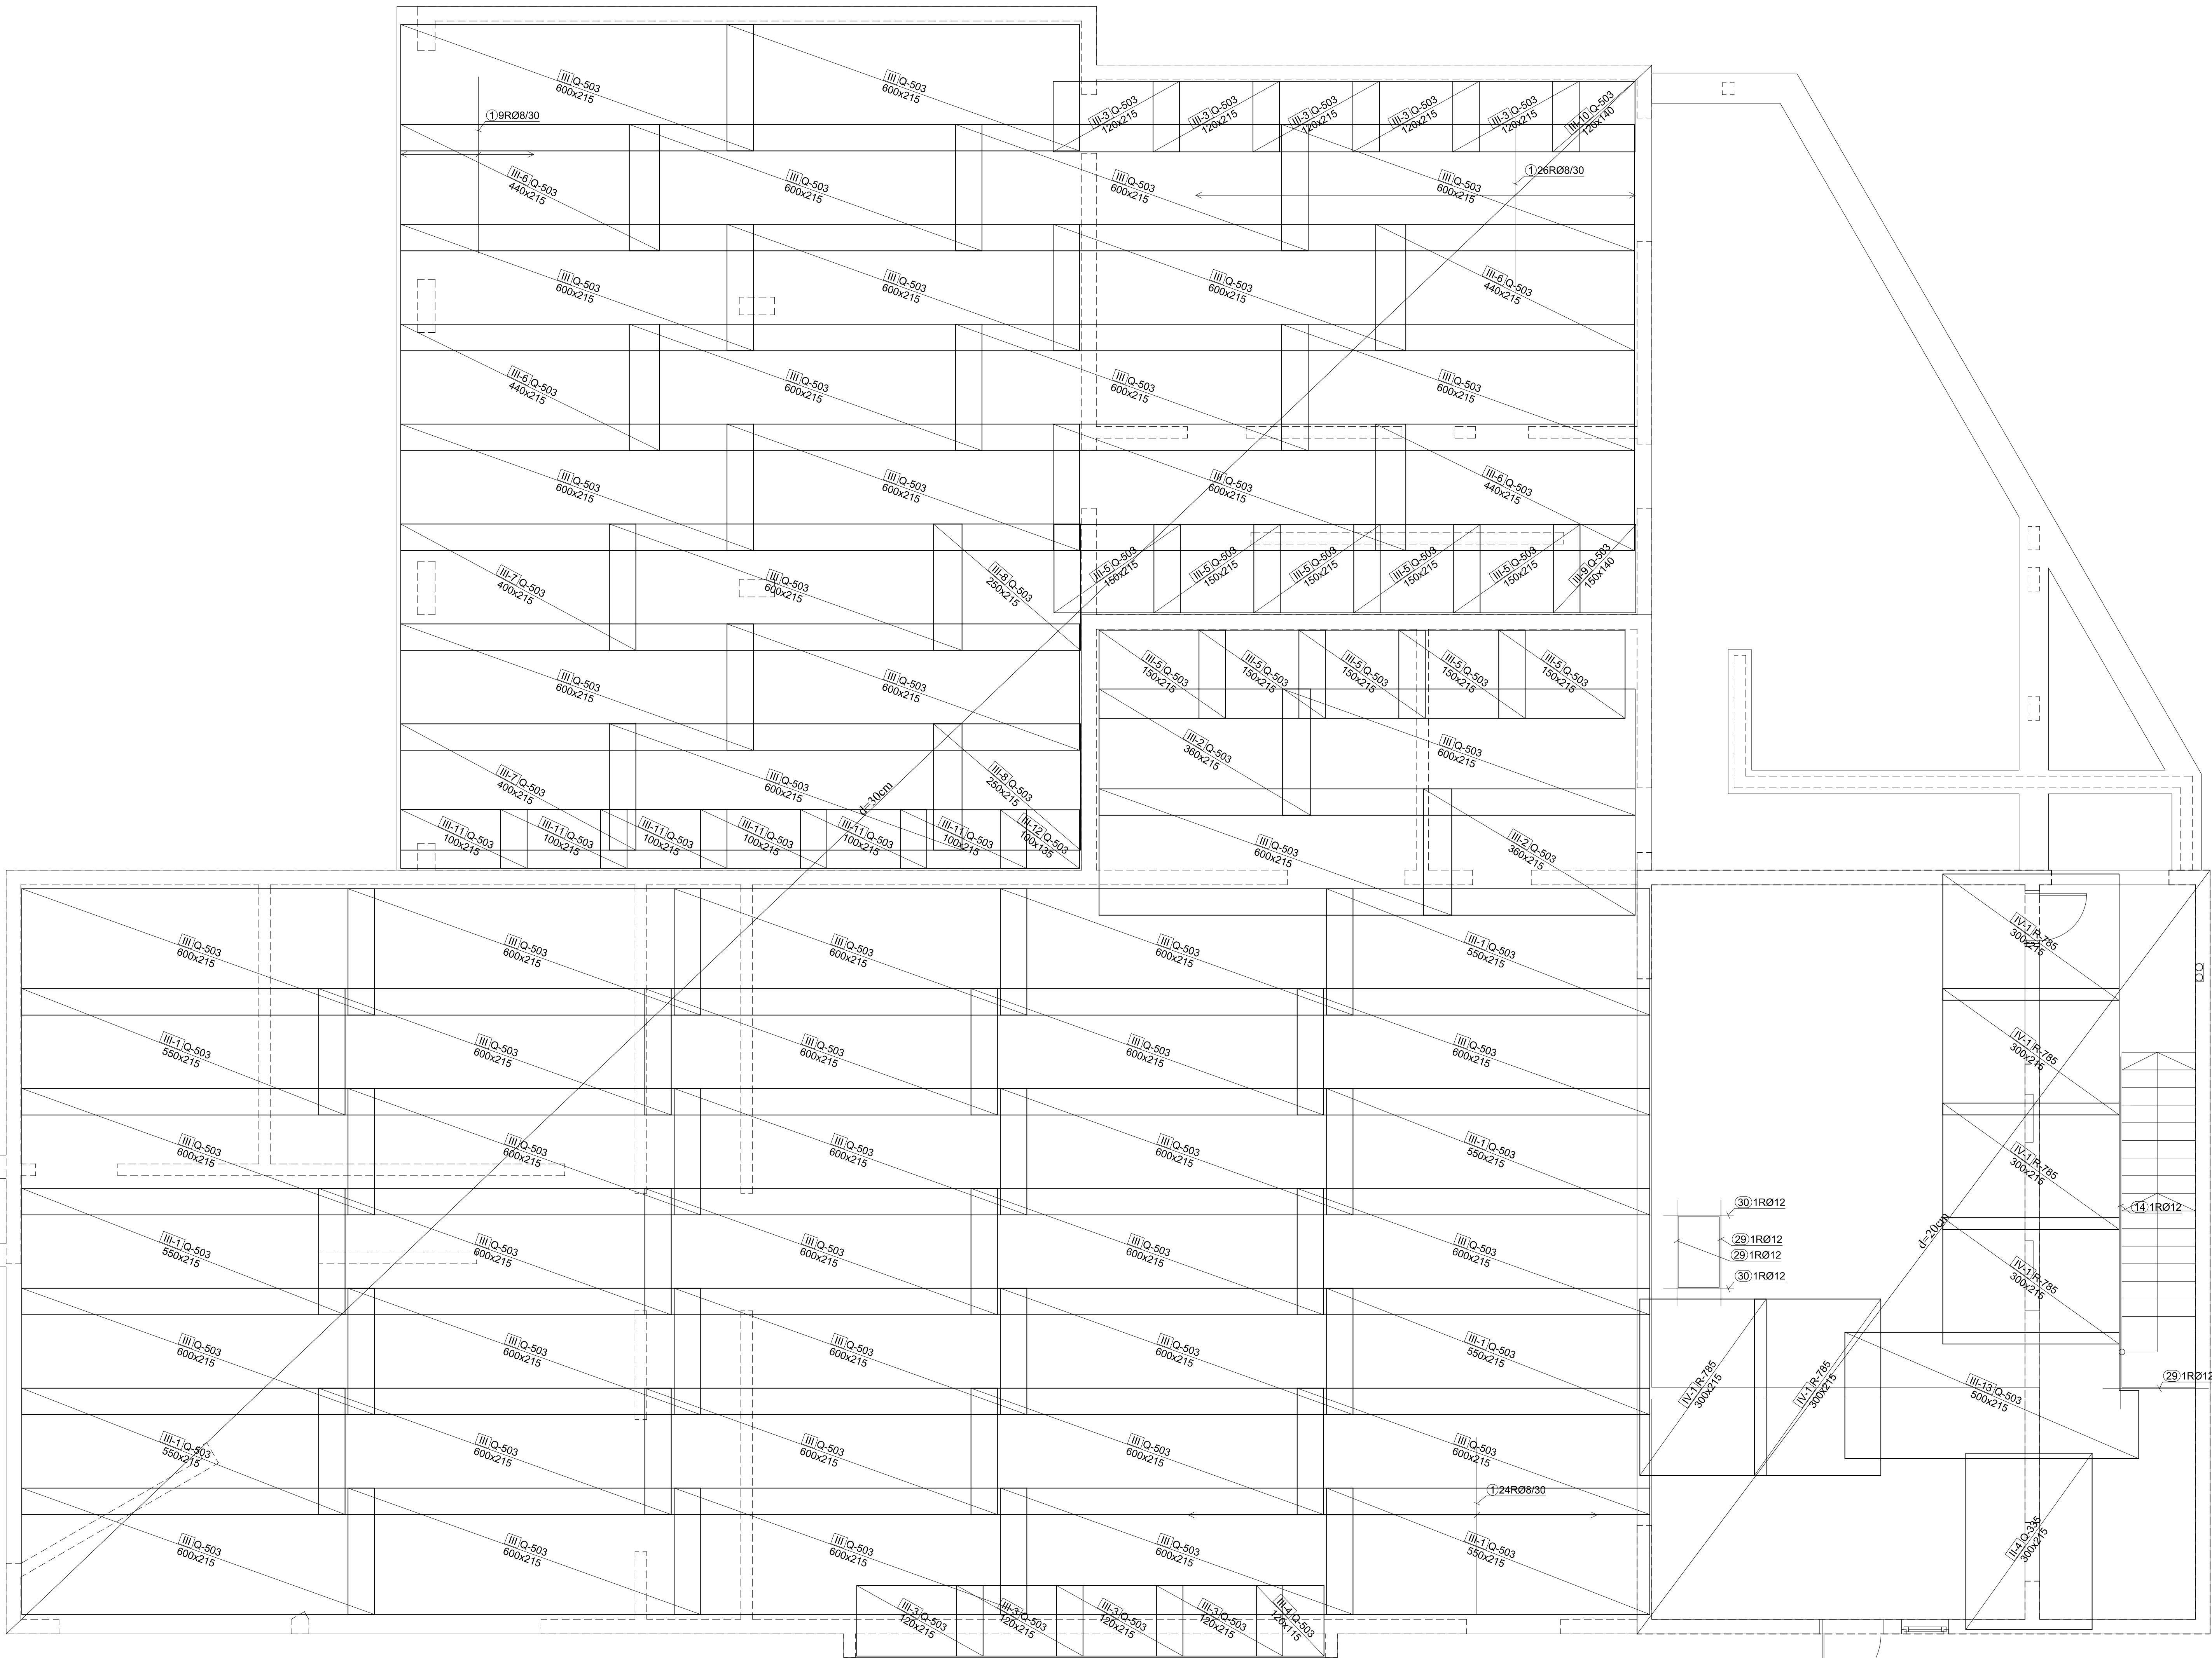 III Q-503
600x215
III Q-503
600x215
①9RØ8/30
III-3 Q-503
120x215
III-3 Q-503
120x215
III-3 Q-503
120x215
III-3 Q-503
120x215
III-3 Q-503
120x215
III-10 Q-503
120x140
III-6 Q-503
440x215
III Q-503
600x215
III Q-503
600x215
III Q-503
600x215
①26RØ8/30
III Q-503
600x215
III Q-503
600x215
III Q-503
600x215
III-6 Q-503
440x215
III-6 Q-503
440x215
III Q-503
600x215
III Q-503
600x215
III Q-503
600x215
III Q-503
600x215
III Q-503
600x215
III Q-503
600x215
III-6 Q-503
440x215
III-7 Q-503
400x215
III Q-503
600x215
III-8 Q-503
250x215
III-5 Q-503
150x215
III-5 Q-503
150x215
III-5 Q-503
150x215
III-5 Q-503
150x215
III-5 Q-503
150x215
III-9 Q-503
150x140
III Q-503
600x215
III Q-503
600x215
III-5 Q-503
150x215
III-5 Q-503
150x215
III-5 Q-503
150x215
III-5 Q-503
150x215
III-5 Q-503
150x215
III-7 Q-503
400x215
III Q-503
600x215
III-8 Q-503
250x215
III-2 Q-503
360x215
III Q-503
600x215
d=30cm
III-11 Q-503
100x215
III-11 Q-503
100x215
III-11 Q-503
100x215
III-11 Q-503
100x215
III-11 Q-503
100x215
III-11 Q-503
100x215
III-12 Q-503
100x135
III Q-503
600x215
III-2 Q-503
360x215
III Q-503
600x215
III Q-503
600x215
III Q-503
600x215
III Q-503
600x215
III-1 Q-503
550x215
IV-1 R-785
300x215
III-1 Q-503
550x215
III Q-503
600x215
III Q-503
600x215
III Q-503
600x215
III Q-503
600x215
IV-1 R-785
300x215
III Q-503
600x215
III Q-503
600x215
III Q-503
600x215
III Q-503
600x215
III-1 Q-503
550x215
IV-1 R-785
300x215
㉚1RØ12
⑭1RØ12
d=20cm
㉙1RØ12
㉙1RØ12
㉚1RØ12
III-1 Q-503
550x215
III Q-503
600x215
III Q-503
600x215
III Q-503
600x215
III Q-503
600x215
IV-1 R-785
300x215
III Q-503
600x215
III Q-503
600x215
III Q-503
600x215
III Q-503
600x215
III-1 Q-503
550x215
IV-1 R-785
300x215
IV-1 R-785
300x215
III-13 Q-503
500x215
㉙1RØ12
III-1 Q-503
550x215
III Q-503
600x215
III Q-503
600x215
III Q-503
600x215
III Q-503
600x215
①24RØ8/30
III Q-503
600x215
III Q-503
600x215
III Q-503
600x215
III Q-503
600x215
III-1 Q-503
550x215
II-4 Q-335
300x215
III-3 Q-503
120x215
III-3 Q-503
120x215
III-3 Q-503
120x215
III-3 Q-503
120x215
III-4 Q-503
120x115